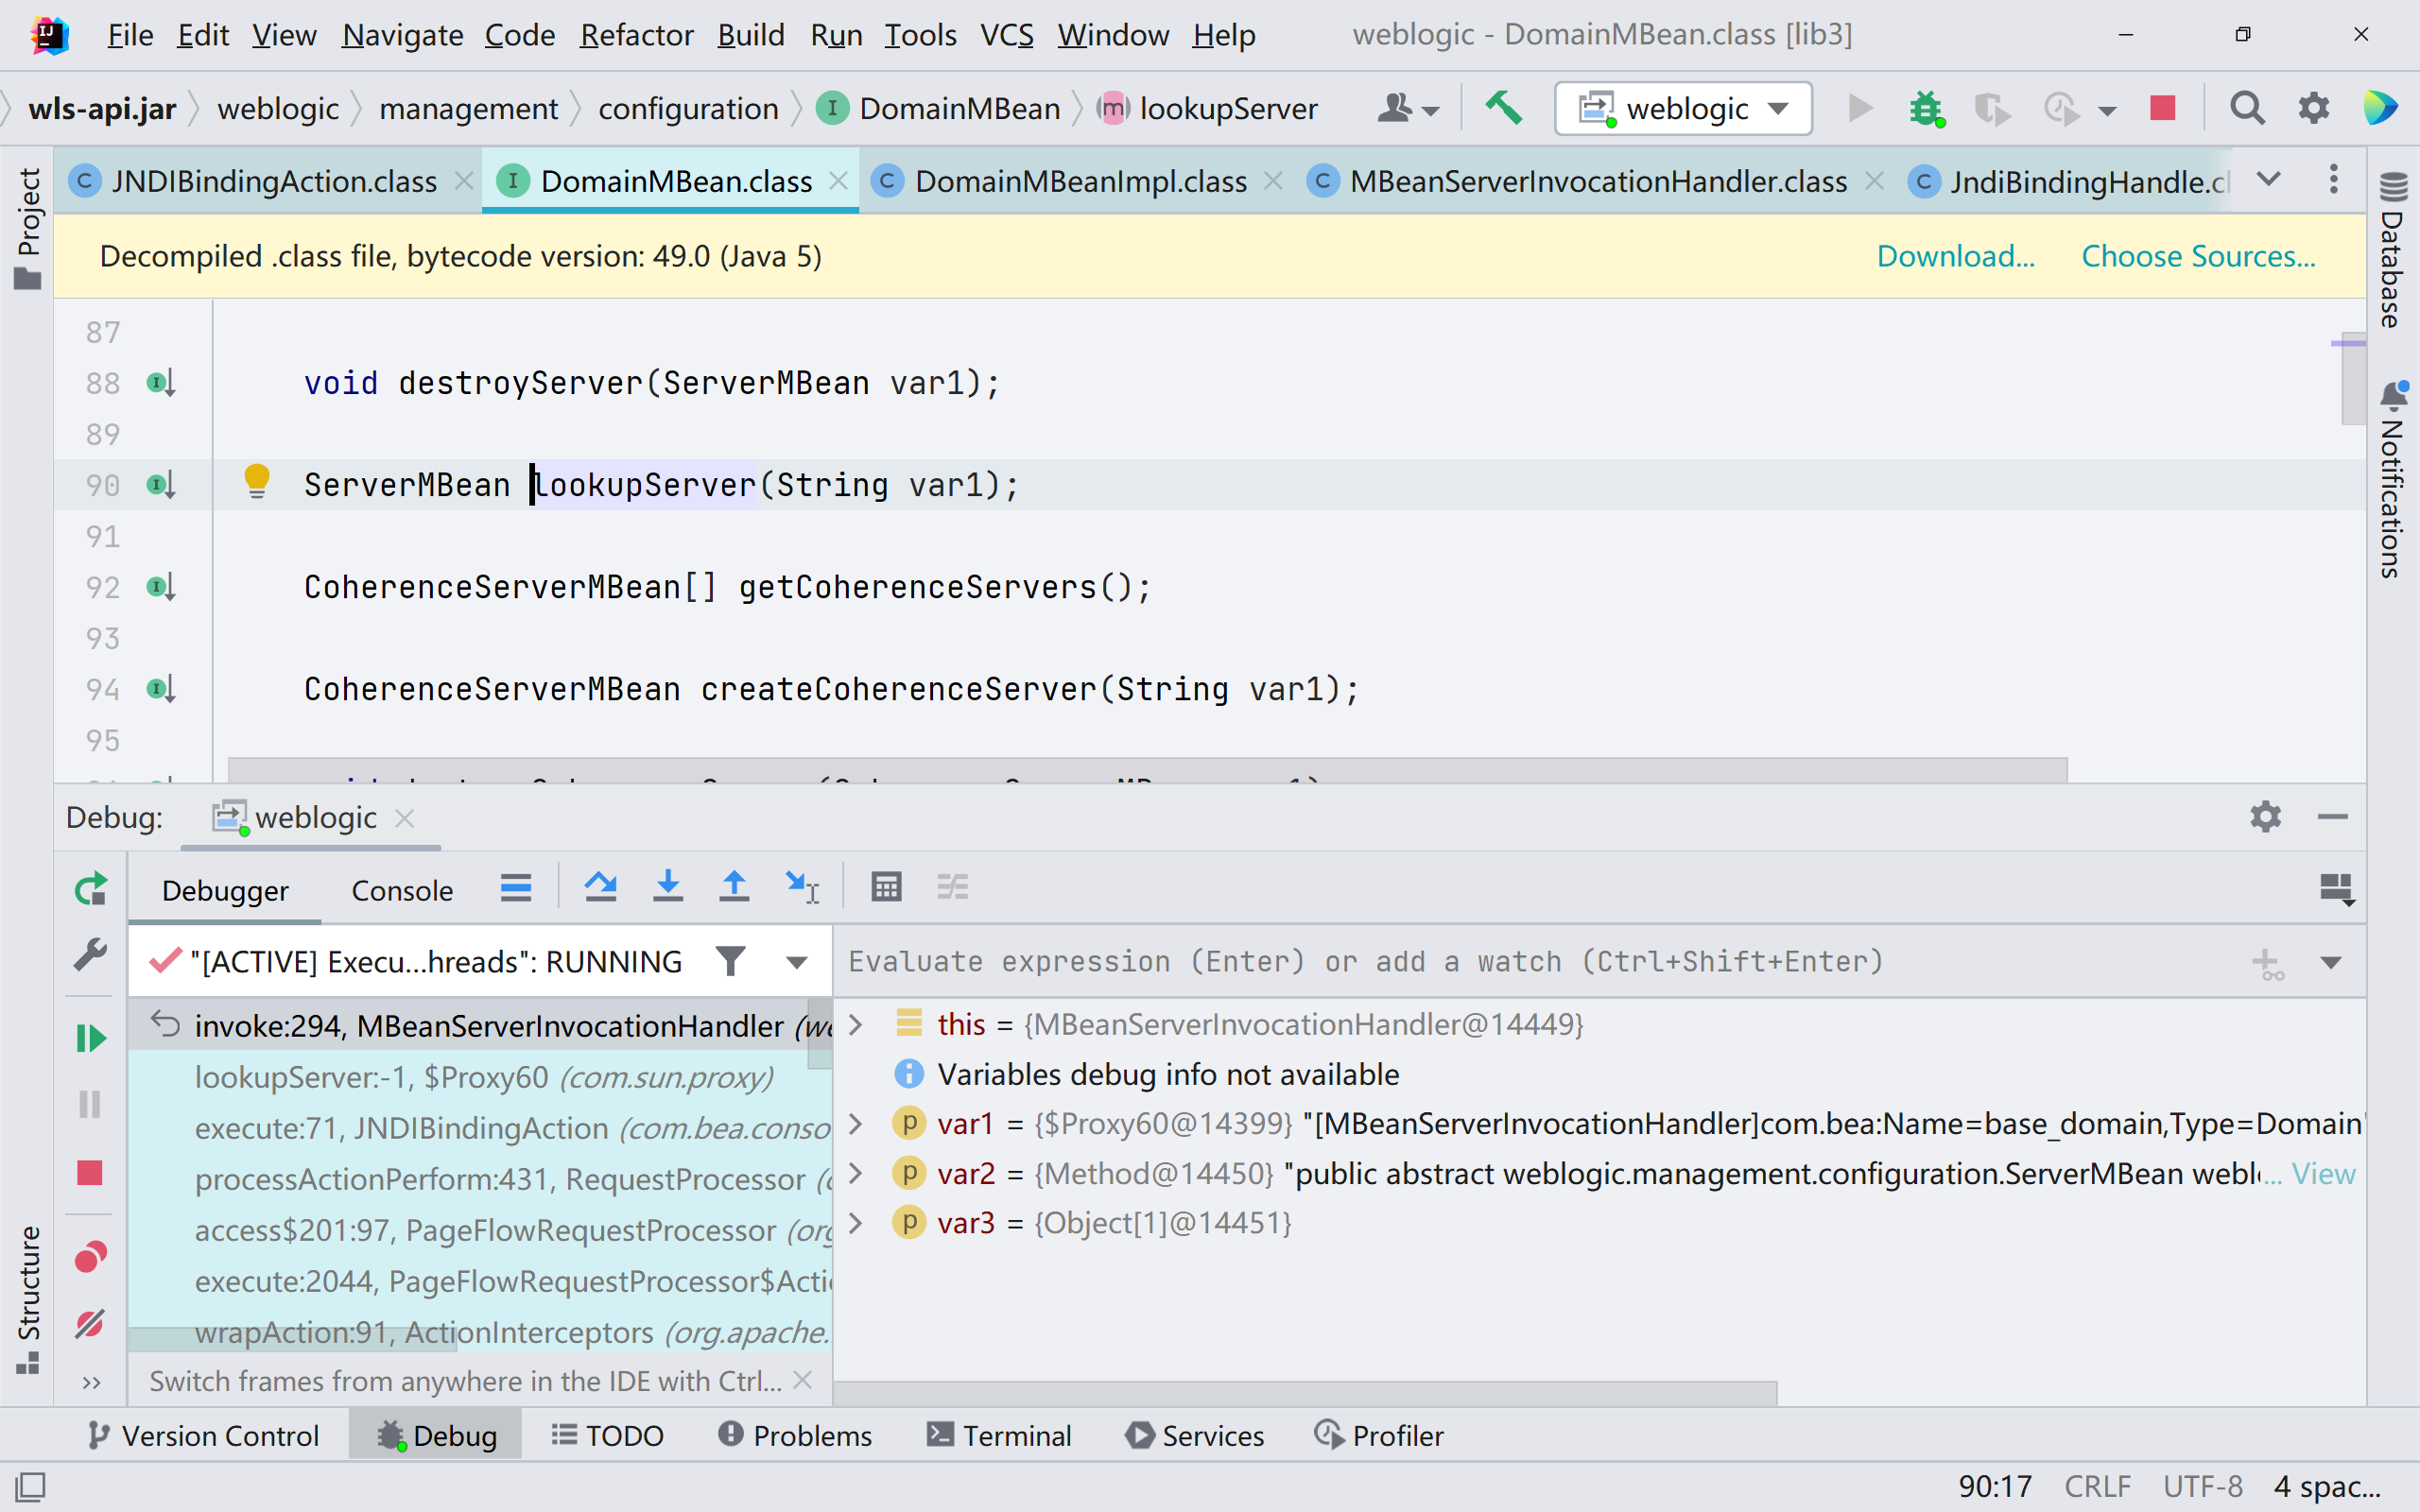 File Edit View Navigate Code Refactor Build Run Tools VCS Window Help weblogic - DomainMBean.class [lib3]
wls-api.jar weblogic management configuration I DomainMBean m lookupServer weblogic
C JNDIBindingAction.class I DomainMBean.class C DomainMBeanImpl.class C MBeanServerInvocationHandler.class C JndiBindingHandle.cl
Decompiled .class file, bytecode version: 49.0 (Java 5) Download... Choose Sources...
87
88 void destroyServer(ServerMBean var1);
89
90 ServerMBean lookupServer(String var1);
91
92 CoherenceServerMBean[] getCoherenceServers();
93
94 CoherenceServerMBean createCoherenceServer(String var1);
95
Project
Structure
Database
Notifications
Debug: weblogic
Debugger Console
"[ACTIVE] Execu...hreads": RUNNING
Evaluate expression (Enter) or add a watch (Ctrl+Shift+Enter)
invoke:294, MBeanServerInvocationHandler (we
lookupServer:-1, $Proxy60 (com.sun.proxy)
execute:71, JNDIBindingAction (com.bea.conso
processActionPerform:431, RequestProcessor (
access$201:97, PageFlowRequestProcessor (org
execute:2044, PageFlowRequestProcessor$Actio
wrapAction:91, ActionInterceptors (org.apache.
Switch frames from anywhere in the IDE with Ctrl...
this = {MBeanServerInvocationHandler@14449}
Variables debug info not available
p var1 = {$Proxy60@14399} "[MBeanServerInvocationHandler]com.bea:Name=base_domain,Type=Domain"
p var2 = {Method@14450} "public abstract weblogic.management.configuration.ServerMBean webl... View
p var3 = {Object[1]@14451}
Version Control Debug TODO Problems Terminal Services Profiler
90:17 CRLF UTF-8 4 spac...